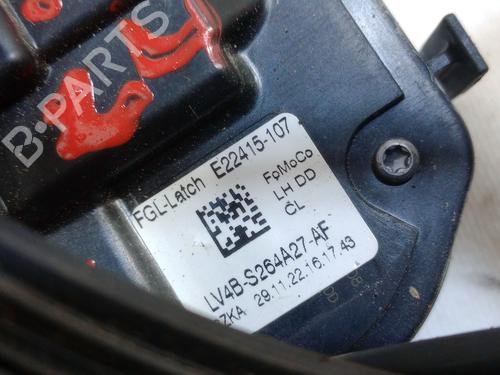 B-PARTS
FGL-Latch E22415-107
FoMoCo
LH DD
CL
LV4B-S264A27-AF
ZKA 29.11.22.16.17.43